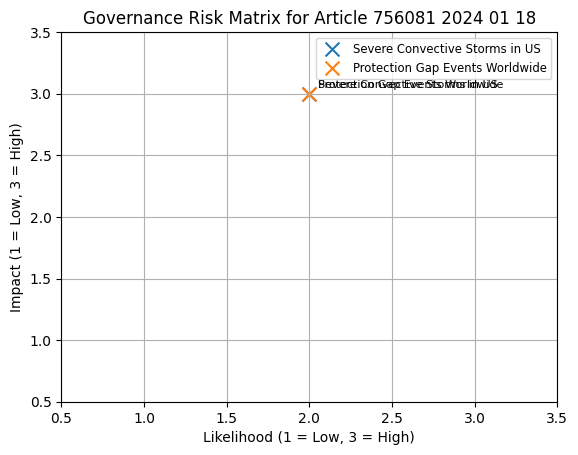 Governance Risk Matrix for Article 756081 2024 01 18
Severe Convective Storms in US
Protection Gap Events Worldwide
3.5
3.0
2.5
2.0
1.5
1.0
0.5
Impact (1 = Low, 3 = High)
0.5 1.0 1.5 2.0 2.5 3.0 3.5
Likelihood (1 = Low, 3 = High)